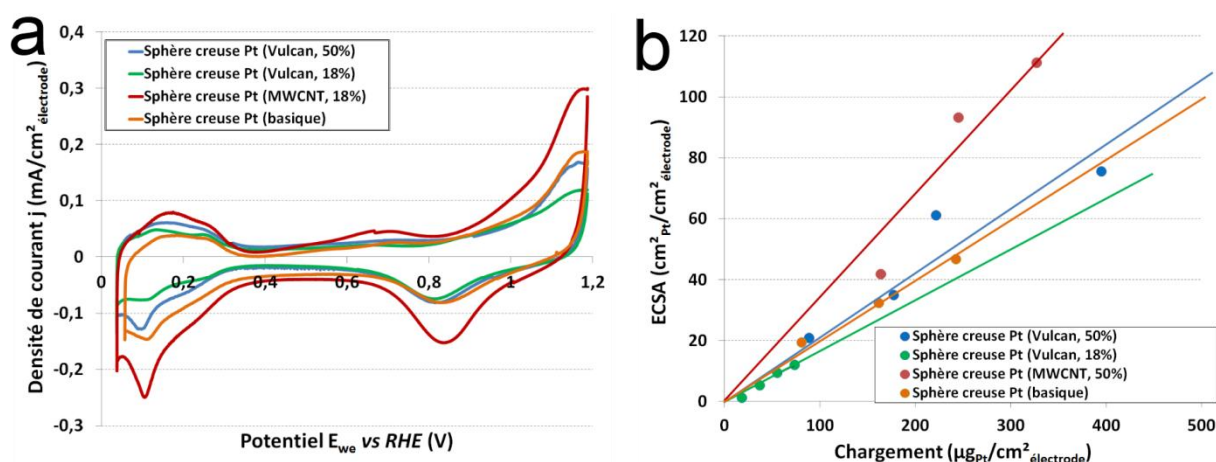 a
Sphère creuse Pt (Vulcan, 50%)
Sphère creuse Pt (Vulcan, 18%)
Sphère creuse Pt (MWCNT, 18%)
Sphère creuse Pt (basique)
Densité de courant j (mA/cm²électrode)
0,4
0,3
0,2
0,1
0
-0,1
-0,2
-0,3
0 0,2 0,4 0,6 0,8 1 1,2
Potentiel Ewe vs RHE (V)
b
ECSA (cm²Pt/cm²électrode)
120
100
80
60
40
20
0
Sphère creuse Pt (Vulcan, 50%)
Sphère creuse Pt (Vulcan, 18%)
Sphère creuse Pt (MWCNT, 50%)
Sphère creuse Pt (basique)
0 100 200 300 400 500
Chargement (µgPt/cm²électrode)